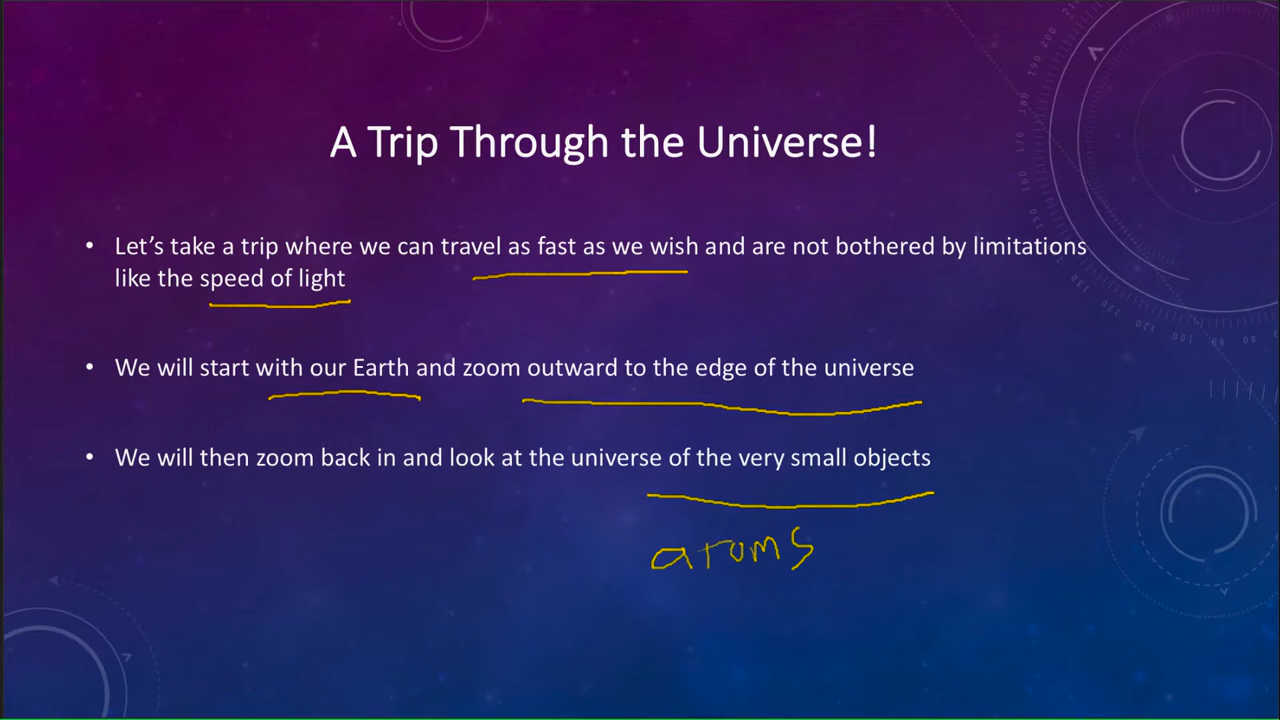 A Trip Through the Universe!
• Let's take a trip where we can travel as fast as we wish and are not bothered by limitations
like the speed of light
• We will start with our Earth and zoom outward to the edge of the universe
• We will then zoom back in and look at the universe of the very small objects
atoms